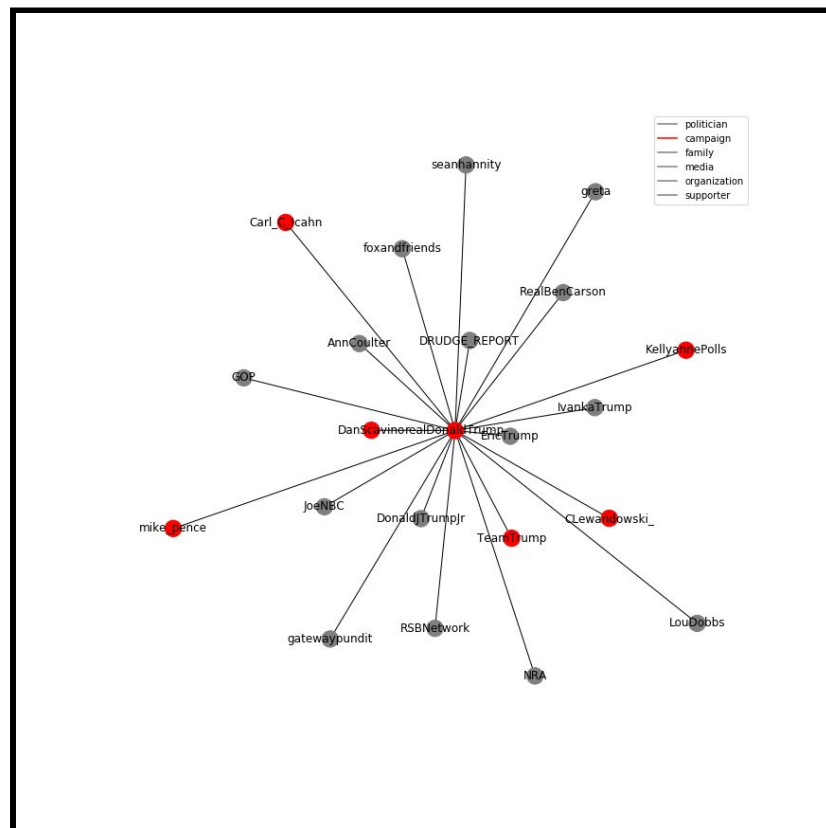 politician
campaign
family
media
organization
supporter
seanhannity
greta
Carl_C_Icahn
foxandfriends
RealBenCarson
AnnCoulter
DRUDGE_REPORT
KellyannePolls
GOP
IvankaTrump
DanScavino
realDonaldTrump
EricTrump
JoeNBC
DonaldJTrumpJr
CLewandowski_
mike_pence
TeamTrump
gatewaypundit
RSBNetwork
LouDobbs
NRA